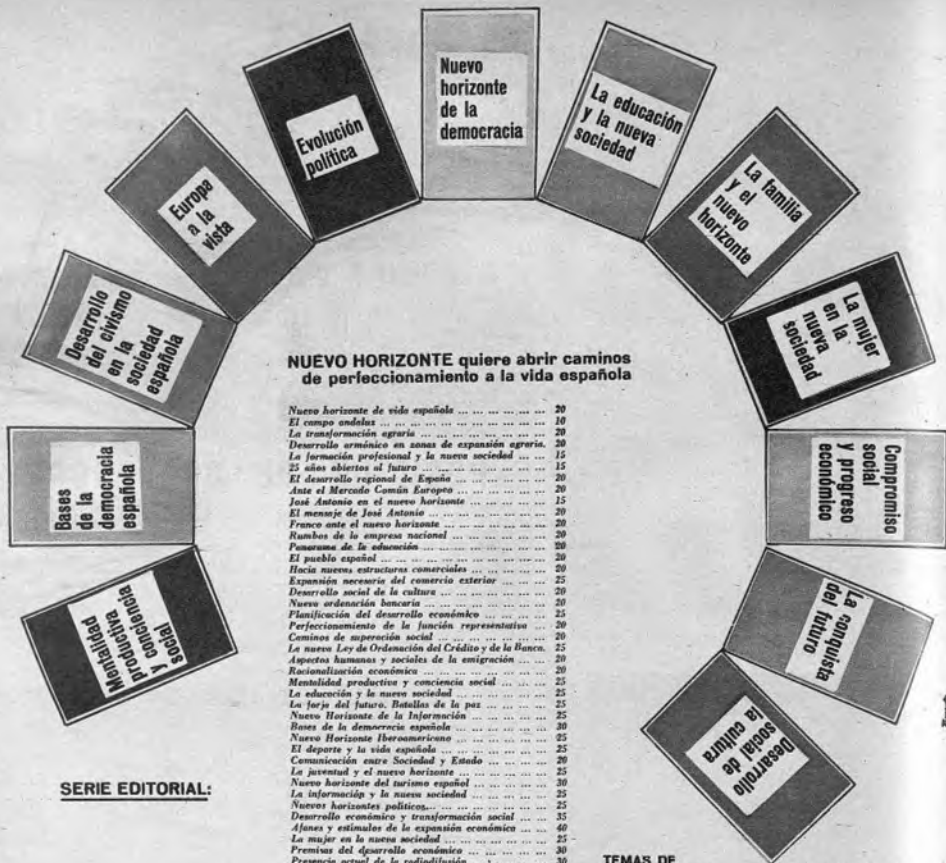 Mentalidad
productiva
y conciencia
social
Bases
de la
democracia
española
Desarrollo
del civismo
en la
sociedad
española
Europa
a la
vista
Evolución
política
Nuevo
horizonte
de la
democracia
La educación
y la nueva
sociedad
La familia
y el
nuevo
horizonte
La mujer
en la
nueva
sociedad
Compromiso
social
y progreso
económico
La conquista
del futuro
Desarrollo
social de
la cultura
NUEVO HORIZONTE quiere abrir caminos
de perfeccionamiento a la vida española
Nuevo horizonte de vida española ... ... ... ... ... ... 20
El campo andaluz ... ... ... ... ... ... ... ... ... 10
La transformación agraria ... ... ... ... ... ... ... 20
Desarrollo armónico en zonas de expansión agraria. 20
La formación profesional y la nueva sociedad ... ... 15
25 años abiertos al futuro ... ... ... ... ... ... ... 15
El desarrollo regional de España ... ... ... ... ... 20
Ante el Mercado Común Europeo ... ... ... ... ... 20
José Antonio en el nuevo horizonte ... ... ... ... ... 15
El mensaje de José Antonio ... ... ... ... ... ... ... 20
Franco ante el nuevo horizonte ... ... ... ... ... ... 20
Rumbos de la empresa nacional ... ... ... ... ... ... 20
Panorama de la educación ... ... ... ... ... ... ... 20
El pueblo español ... ... ... ... ... ... ... ... ... 20
Hacia nuevas estructuras comerciales ... ... ... ... 20
Expansión necesaria del comercio exterior ... ... ... 25
Desarrollo social de la cultura ... ... ... ... ... ... 20
Nueva ordenación bancaria ... ... ... ... ... ... ... 20
Planificación del desarrollo económico ... ... ... ... 25
Perfeccionamiento de la función representativa ... 20
Caminos de superación social ... ... ... ... ... ... 20
La nueva Ley de Ordenación del Crédito y de la Banca. 25
Aspectos humanos y sociales de la emigración ... ... 20
Racionalización económica ... ... ... ... ... ... ... 20
Mentalidad productiva y conciencia social ... ... ... 25
La educación y la nueva sociedad ... ... ... ... ... 25
La forja del futuro. Batallas de la paz ... ... ... ... 25
Nuevo Horizonte de la Información ... ... ... ... ... 25
Bases de la democracia española ... ... ... ... ... 30
Nuevo Horizonte Iberoamericano ... ... ... ... ... 25
El deporte y la vida española ... ... ... ... ... ... 25
Comunicación entre Sociedad y Estado ... ... ... ... 20
La juventud y el nuevo horizonte ... ... ... ... ... 25
Nuevo horizonte del turismo español ... ... ... ... 30
La información y la nueva sociedad ... ... ... ... ... 25
Nuevos horizontes políticos... ... ... ... ... ... ... 25
Desarrollo económico y transformación social ... ... 35
Afanes y estímulos de la expansión económica ... ... 40
La mujer en la nueva sociedad ... ... ... ... ... ... 25
Premisas del desarrollo económico ... ... ... ... ... 30
Presencia actual de la radiodifusión ... ... ... ... 30
SERIE EDITORIAL:
TEMAS DE